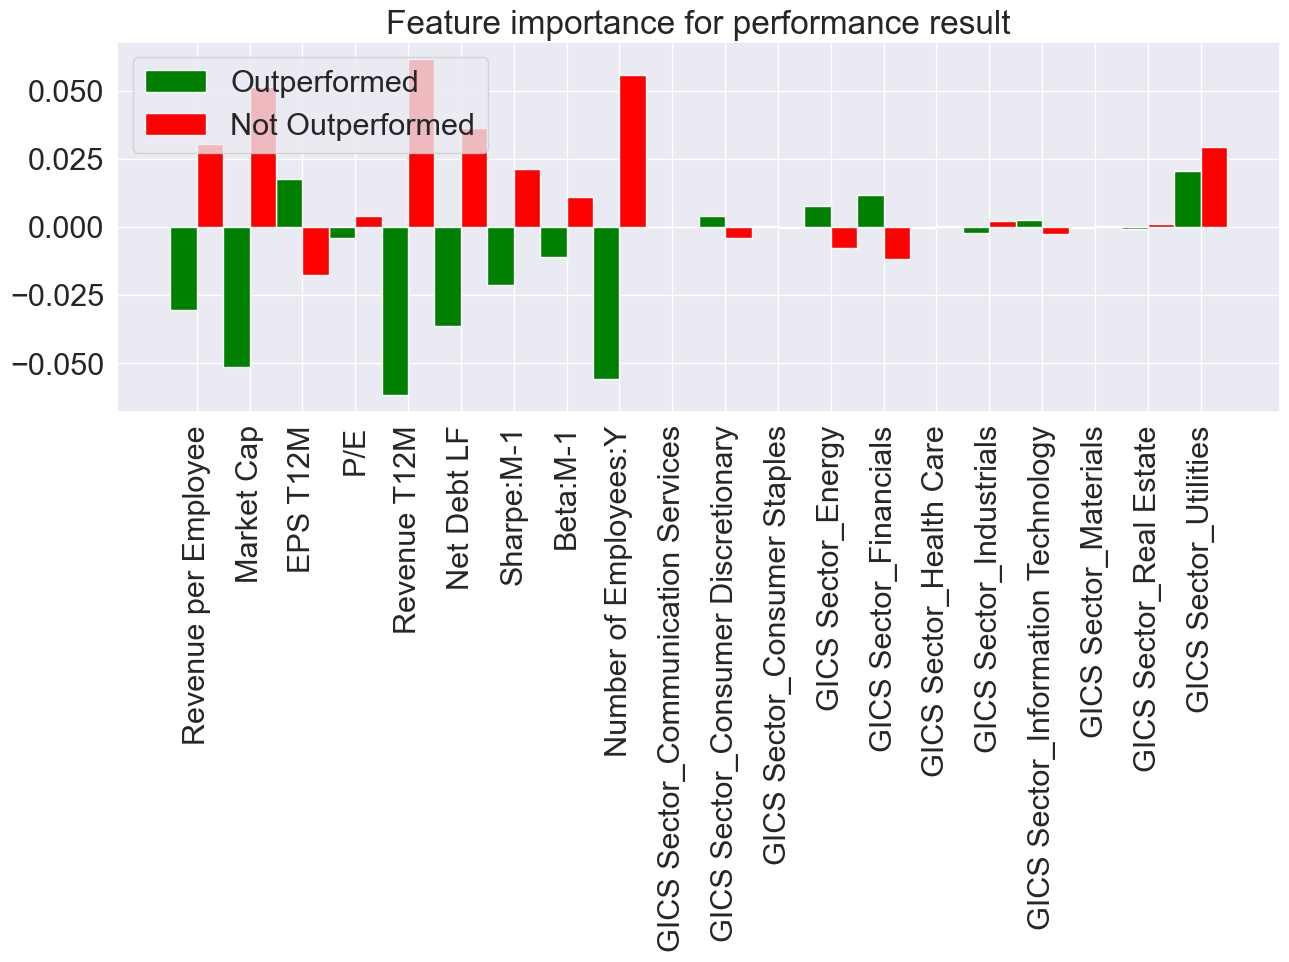 Feature importance for performance result
Outperformed
Not Outperformed
0.050
0.025
0.000
−0.025
−0.050
Revenue per Employee
Market Cap
EPS T12M
P/E
Revenue T12M
Net Debt LF
Sharpe:M-1
Beta:M-1
Number of Employees:Y
GICS Sector_Communication Services
GICS Sector_Consumer Discretionary
GICS Sector_Consumer Staples
GICS Sector_Energy
GICS Sector_Financials
GICS Sector_Health Care
GICS Sector_Industrials
GICS Sector_Information Technology
GICS Sector_Materials
GICS Sector_Real Estate
GICS Sector_Utilities